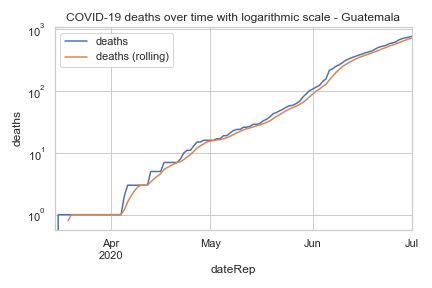 COVID-19 deaths over time with logarithmic scale - Guatemala
deaths
deaths (rolling)
10³
10²
10¹
10⁰
deaths
Apr
2020
May
Jun
Jul
dateRep